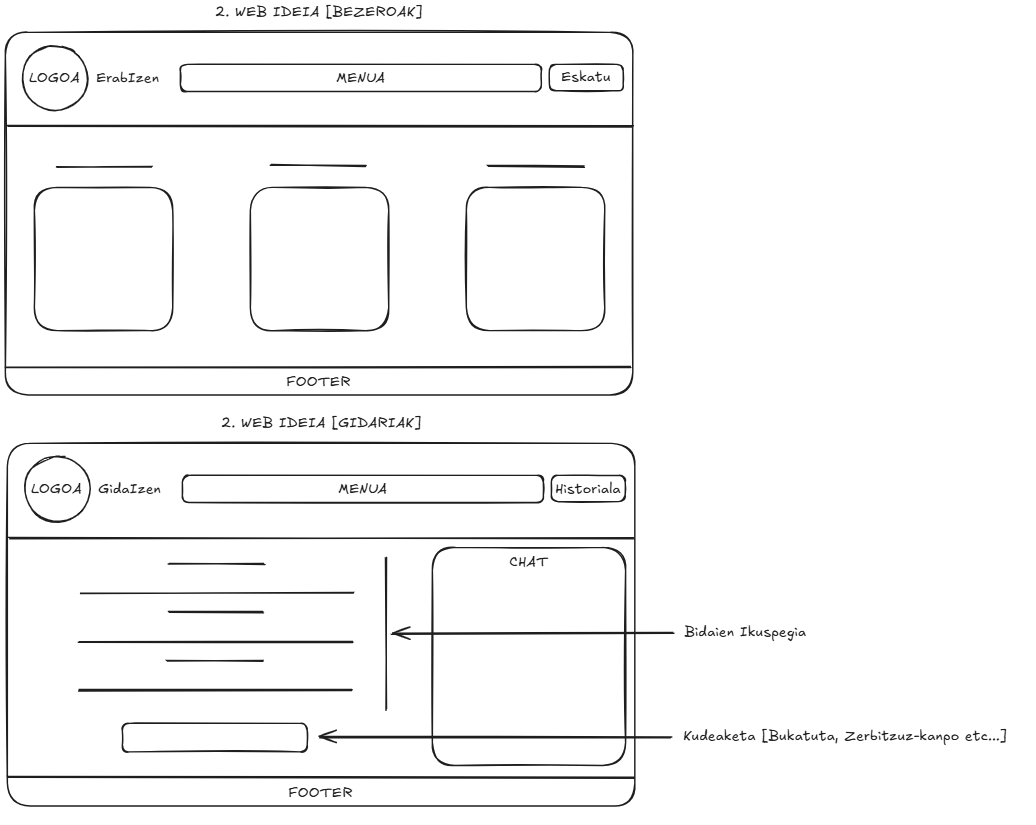 2. WEB IDEIA [BEZEROAK]
LOGOA
ErabIzen
MENUA
Eskatu
FOOTER
2. WEB IDEIA [GIDARIAK]
LOGOA
GidaIzen
MENUA
Historiala
CHAT
Bidaien Ikuspegia
Kudeaketa [Bukatuta, Zerbitzuz-kanpo etc...]
FOOTER